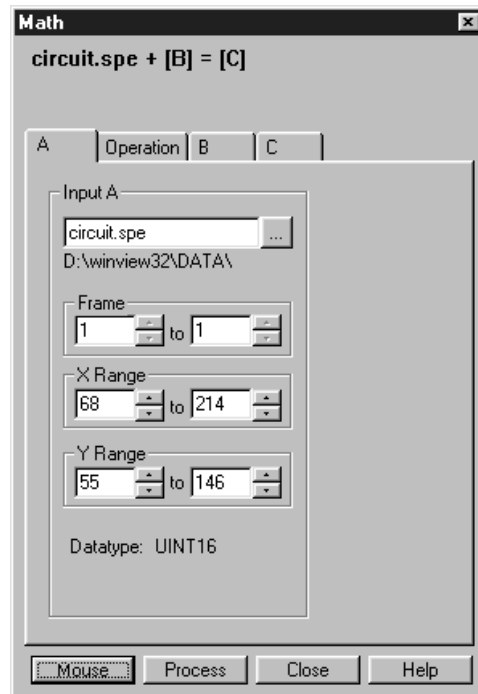 Math
circuit.spe + [B] = [C]
A Operation B C
Input A
circuit.spe ...
D:\winview32\DATA\
Frame
1 to 1
X Range
68 to 214
Y Range
55 to 146
Datatype: UINT16
Mouse Process Close Help